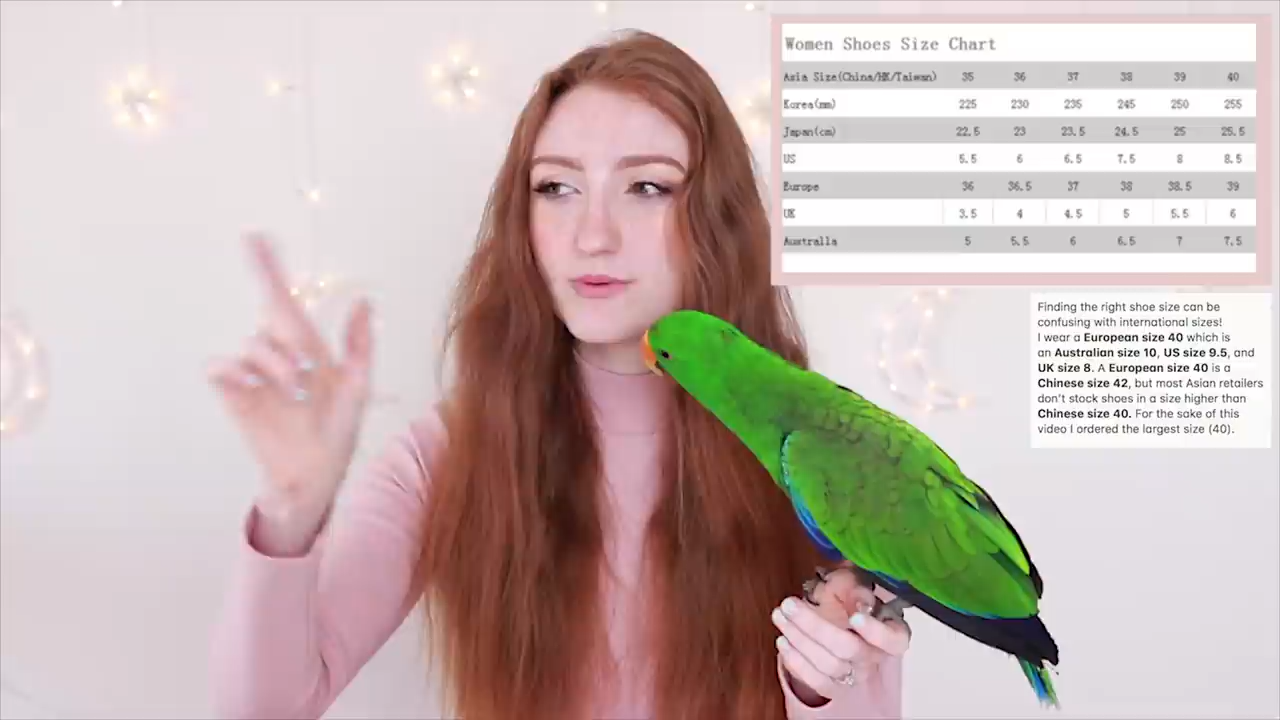 Women Shoes Size Chart
Asia Size(China/HK/Taiwan) 35 36 37 38 39 40
Korea(mm) 225 230 235 245 250 255
Japan(cm) 22.5 23 23.5 24.5 25 25.5
US 5.5 6 6.5 7.5 8 8.5
Europe 36 36.5 37 38 38.5 39
UK 3.5 4 4.5 5 5.5 6
Australia 5 5.5 6 6.5 7 7.5
Finding the right shoe size can be
confusing with international sizes!
I wear a European size 40 which is
an Australian size 10, US size 9.5, and
UK size 8. A European size 40 is a
Chinese size 42, but most Asian retailers
don't stock shoes in a size higher than
Chinese size 40. For the sake of this
video I ordered the largest size (40).